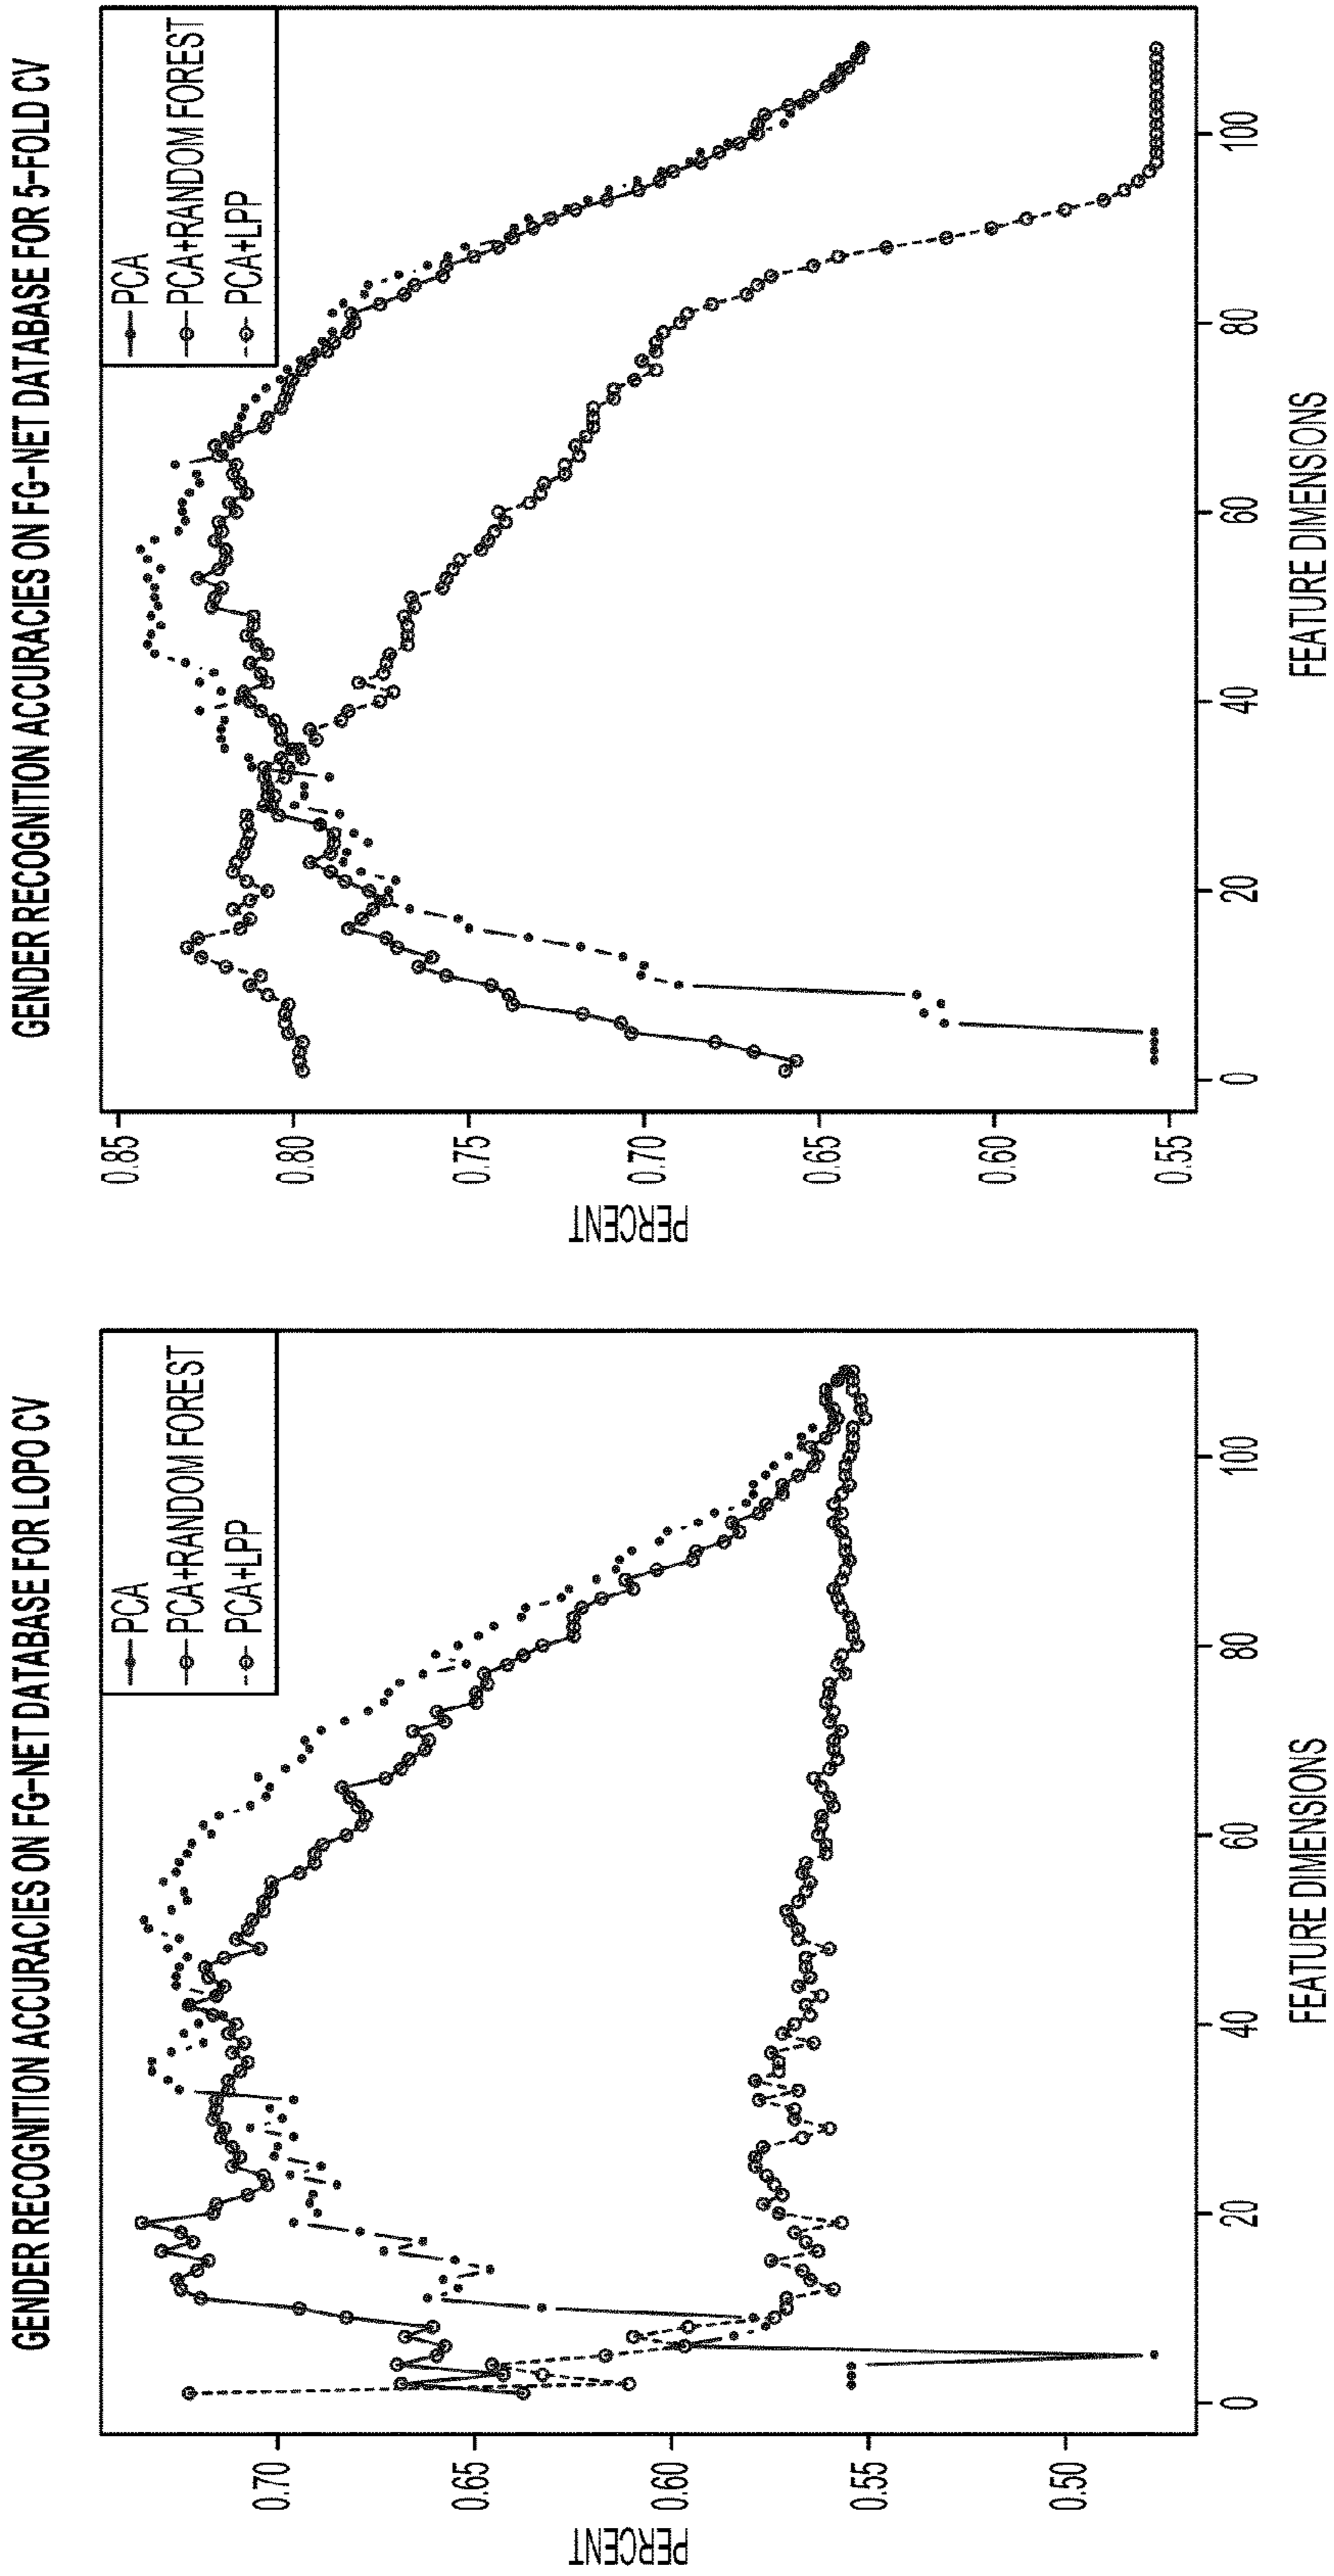 GENDER RECOGNITION ACCURACIES ON FG-NET DATABASE FOR LOPO CV
PCA
PCA+RANDOM FOREST
PCA+LPP
PERCENT
0.70
0.65
0.60
0.55
0.50
0
20
40
60
80
100
FEATURE DIMENSIONS
GENDER RECOGNITION ACCURACIES ON FG-NET DATABASE FOR 5-FOLD CV
PCA
PCA+RANDOM FOREST
PCA+LPP
PERCENT
0.85
0.80
0.75
0.70
0.65
0.60
0.55
0
20
40
60
80
100
FEATURE DIMENSIONS